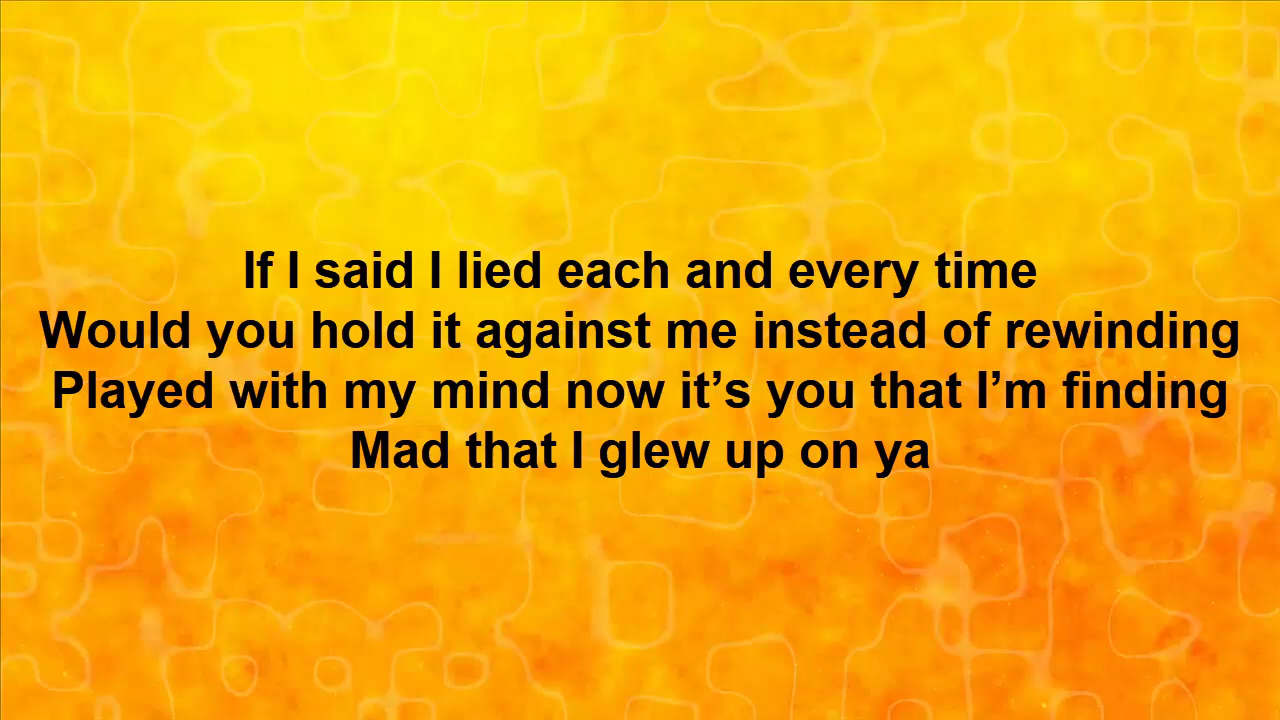 If I said I lied each and every time
Would you hold it against me instead of rewinding
Played with my mind now it’s you that I’m finding
Mad that I glew up on ya